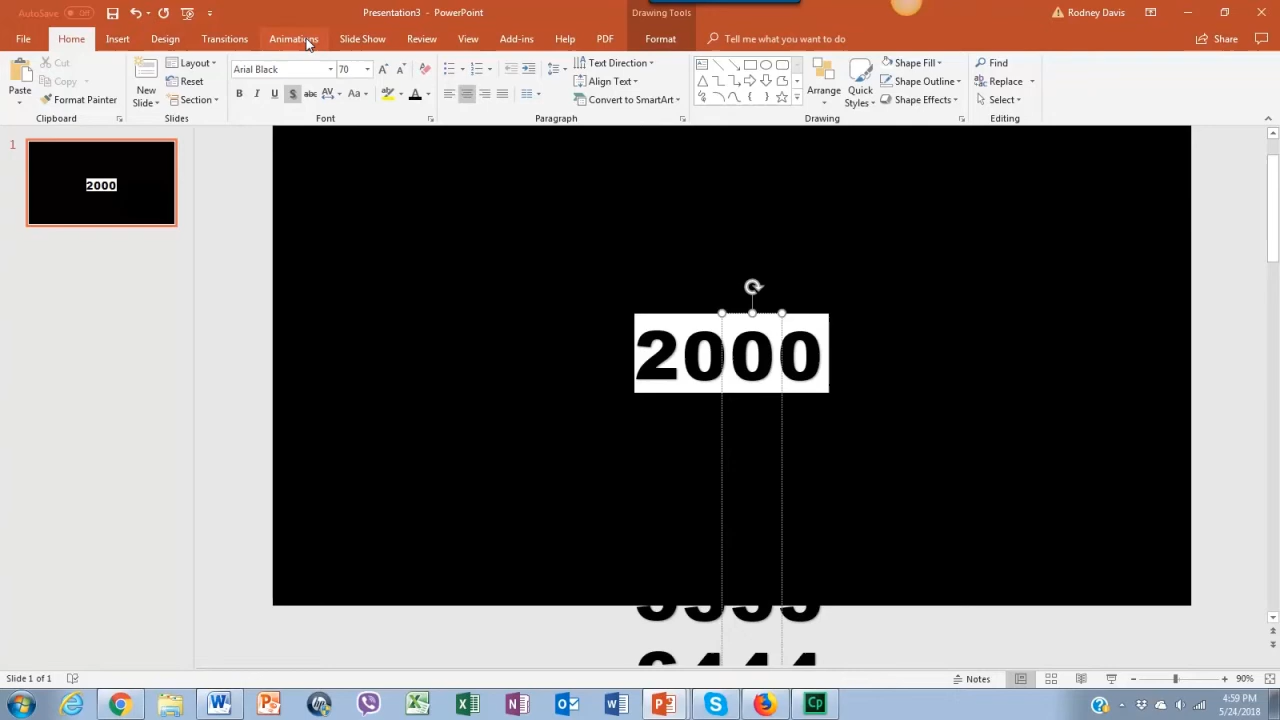 AutoSave Off
Presentation3 - PowerPoint
Drawing Tools
Rodney Davis
File Home Insert Design Transitions Animations Slide Show Review View Add-ins Help PDF Format Tell me what you want to do Share
Paste
Cut
Copy
Format Painter
Clipboard
New Slide
Layout
Reset
Section
Slides
Arial Black 70
B I U S abc AV Aa A
Font
Text Direction
Align Text
Convert to SmartArt
Paragraph
Arrange
Quick Styles
Shape Fill
Shape Outline
Shape Effects
Drawing
Find
Replace
Select
Editing
1
2000
2000
Slide 1 of 1
Notes
90%
4:59 PM
5/24/2018